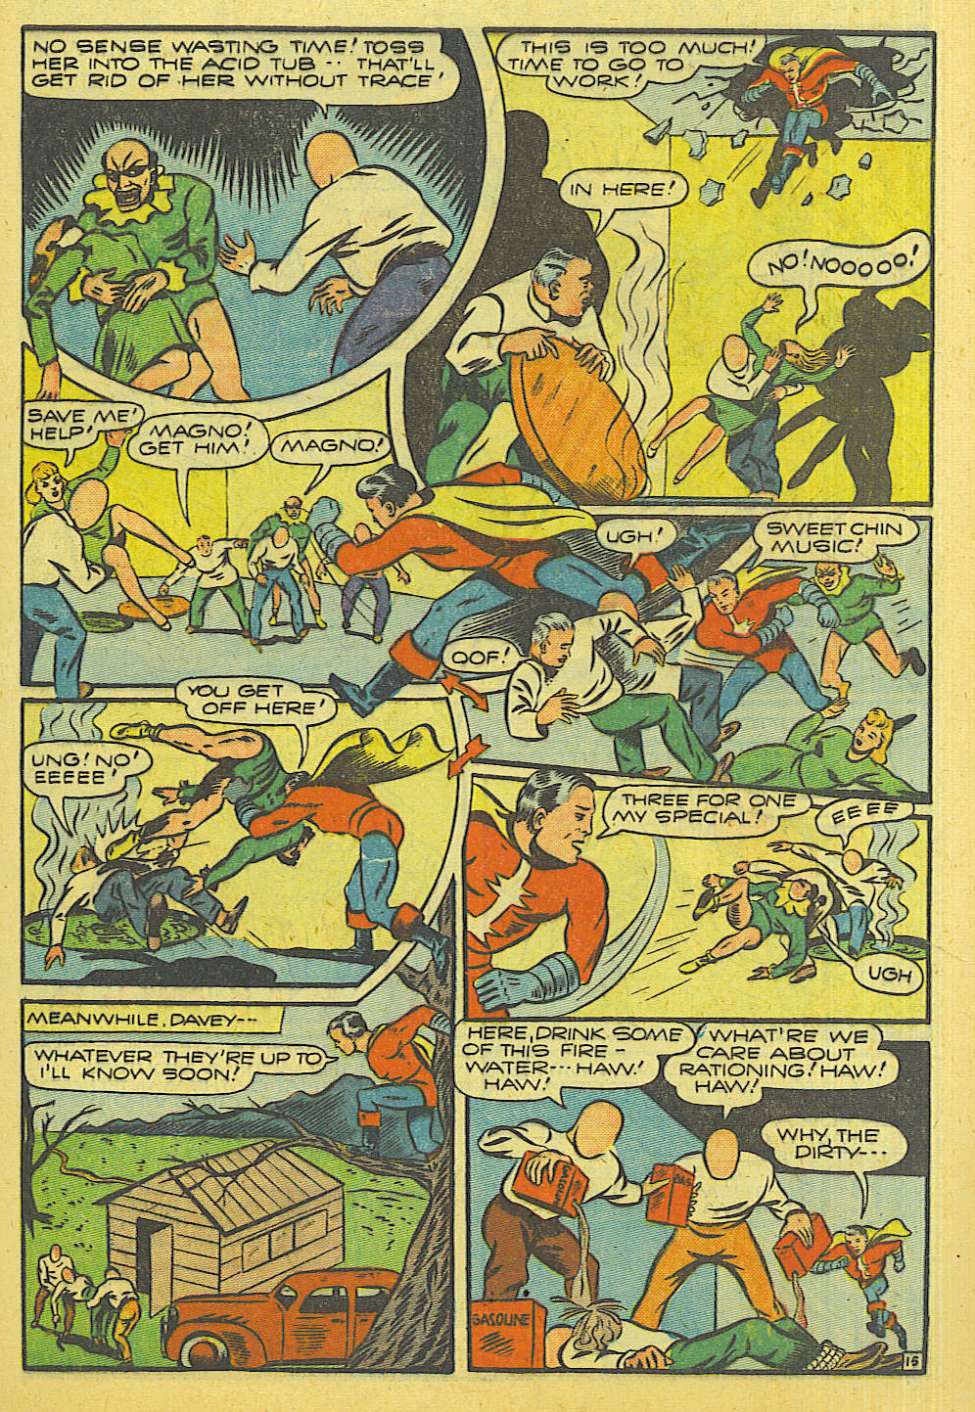 NO SENSE WASTING TIME! TOSS
HER INTO THE ACID TUB -- THAT'LL
GET RID OF HER WITHOUT TRACE!
THIS IS TOO MUCH!
TIME TO GO TO
WORK!
IN HERE!
NO! NOOOOO!
SAVE ME!
HELP!
MAGNO!
GET HIM!
MAGNO!
UGH!
SWEET CHIN
MUSIC!
OOF!
YOU GET
OFF HERE!
UNG! NO!
EEEEE!
THREE FOR ONE
MY SPECIAL!
EEEE
UGH
MEANWHILE, DAVEY---
WHATEVER THEY'RE UP TO
I'LL KNOW SOON!
HERE, DRINK SOME
OF THIS FIRE-
WATER--- HAW!
HAW!
WHAT'RE WE
CARE ABOUT
RATIONING! HAW!
HAW!
WHY, THE
DIRTY---
GASOLINE
GAS
GASOLINE
15